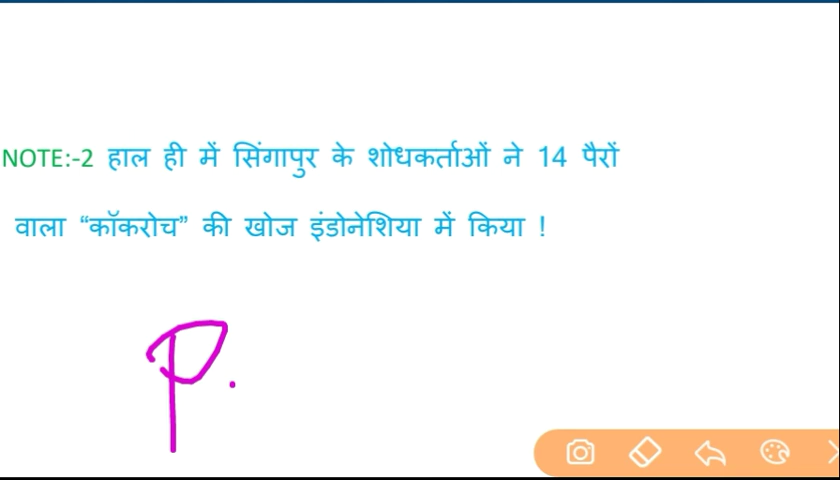 NOTE:-2 हाल ही में सिंगापुर के शोधकर्ताओं ने 14 पैरों
वाला “कॉकरोच” की खोज इंडोनेशिया में किया !
P.